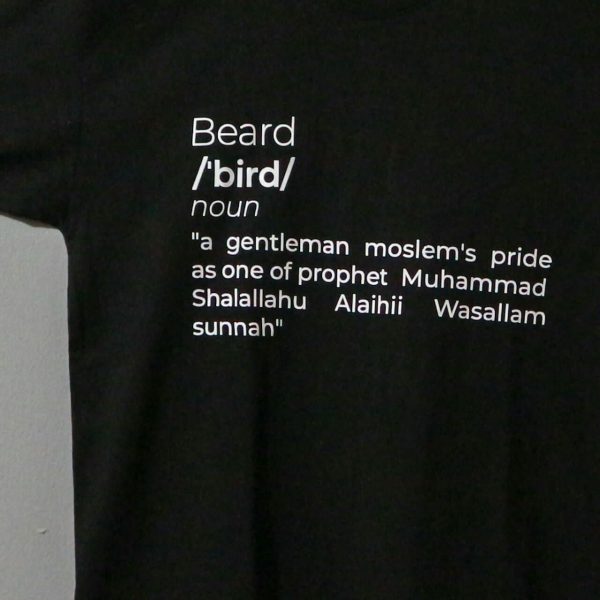 Beard
/'bird/
noun
"a gentleman moslem's pride
as one of prophet Muhammad
Shalallahu Alaihii Wasallam
sunnah"